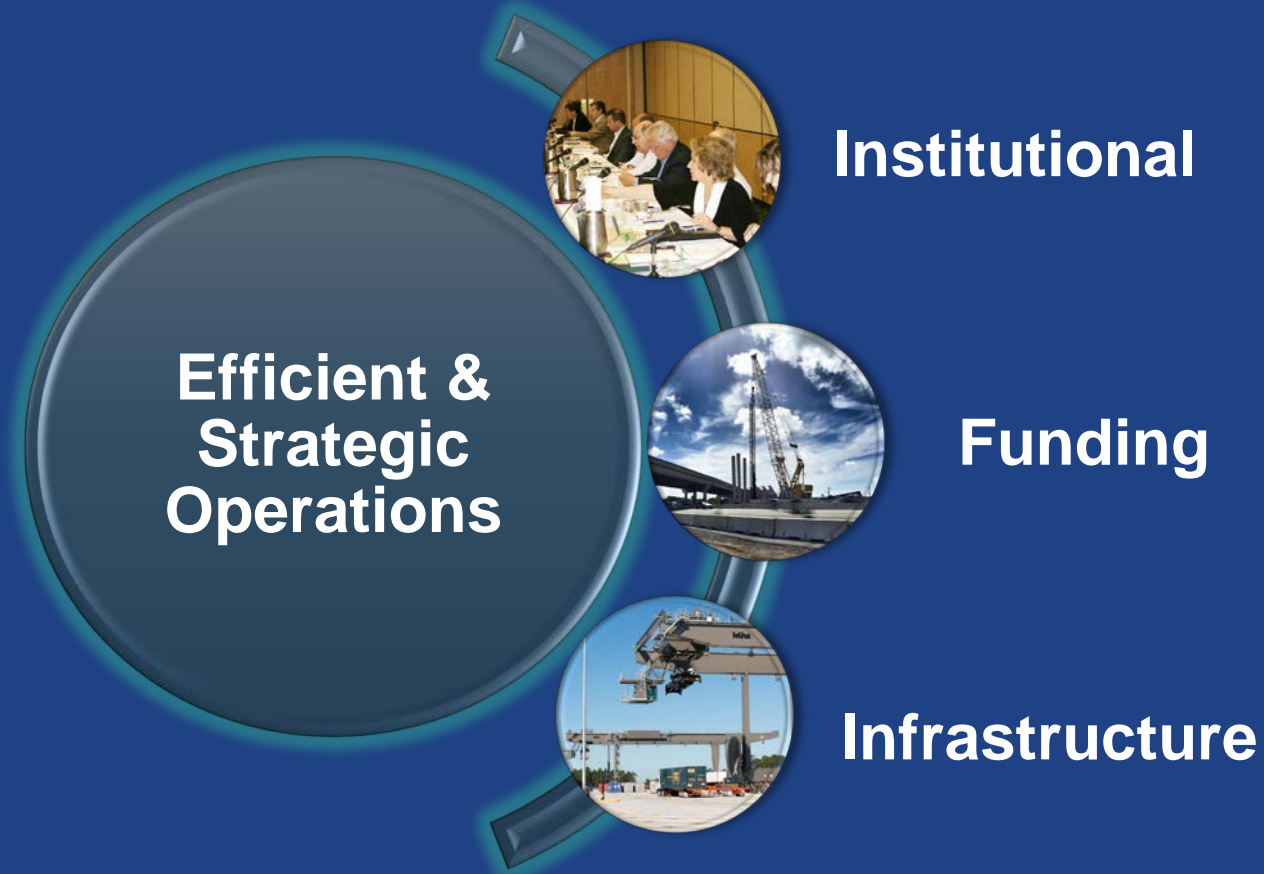 Institutional
Efficient &
Strategic
Operations
Funding
Infrastructure